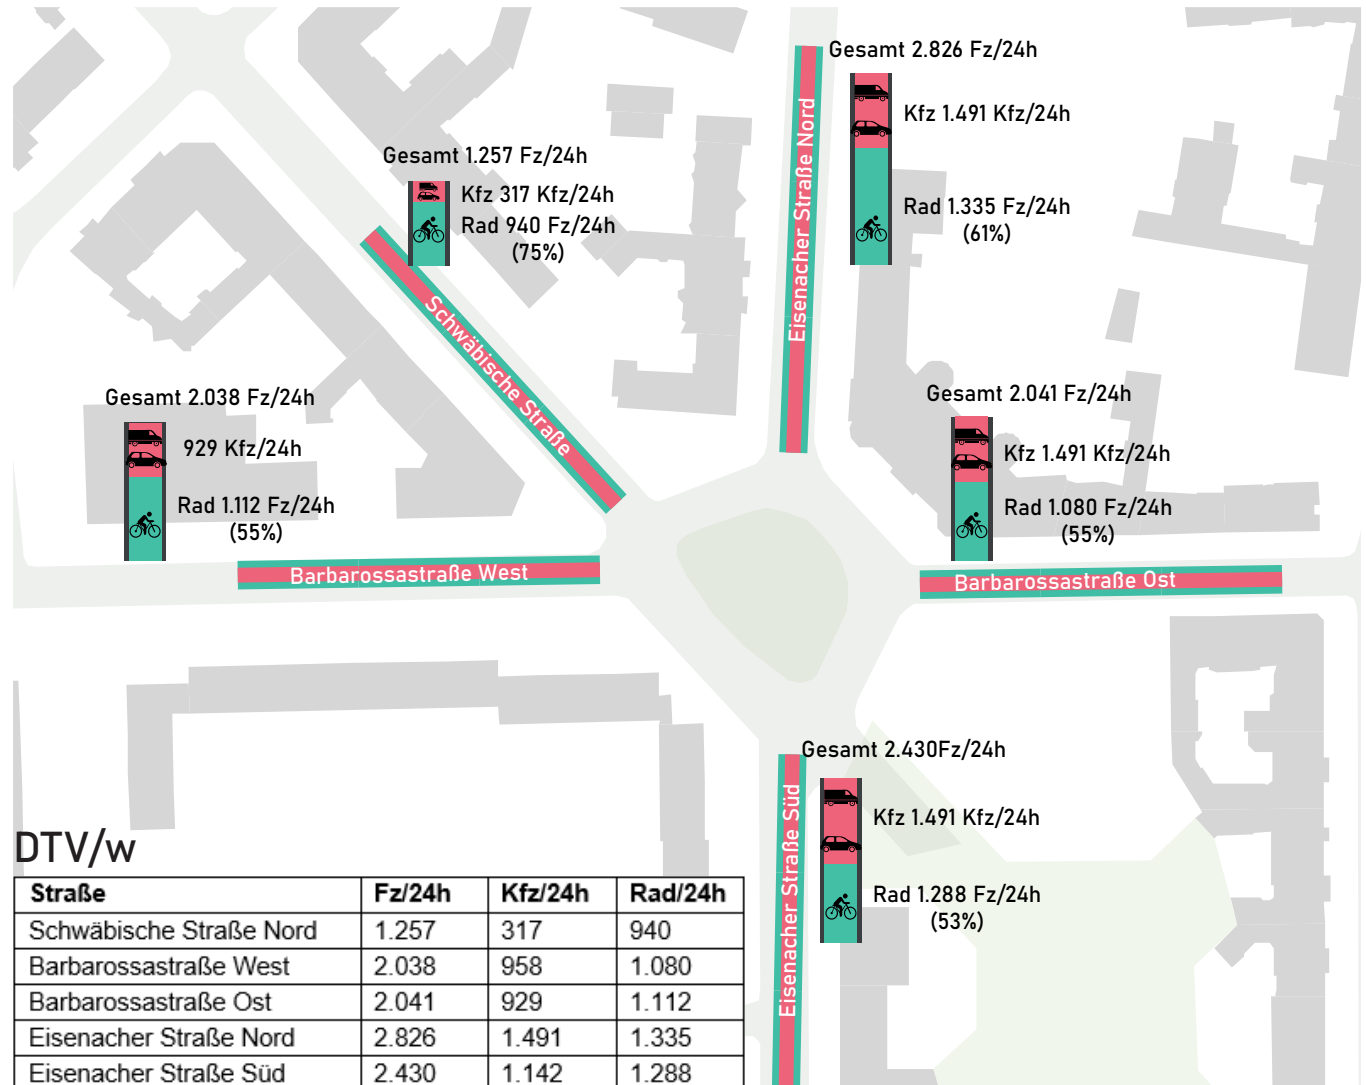 Gesamt 2.826 Fz/24h
Kfz 1.491 Kfz/24h
Rad 1.335 Fz/24h
(61%)
Eisenacher Straße Nord
Gesamt 1.257 Fz/24h
Kfz 317 Kfz/24h
Rad 940 Fz/24h
(75%)
Schwäbische Straße
Gesamt 2.038 Fz/24h
929 Kfz/24h
Rad 1.112 Fz/24h
(55%)
Barbarossastraße West
Gesamt 2.041 Fz/24h
Kfz 1.491 Kfz/24h
Rad 1.080 Fz/24h
(55%)
Barbarossastraße Ost
Gesamt 2.430Fz/24h
Kfz 1.491 Kfz/24h
Rad 1.288 Fz/24h
(53%)
Eisenacher Straße Süd
DTV/w
Straße Fz/24h Kfz/24h Rad/24h
Schwäbische Straße Nord 1.257 317 940
Barbarossastraße West 2.038 958 1.080
Barbarossastraße Ost 2.041 929 1.112
Eisenacher Straße Nord 2.826 1.491 1.335
Eisenacher Straße Süd 2.430 1.142 1.288